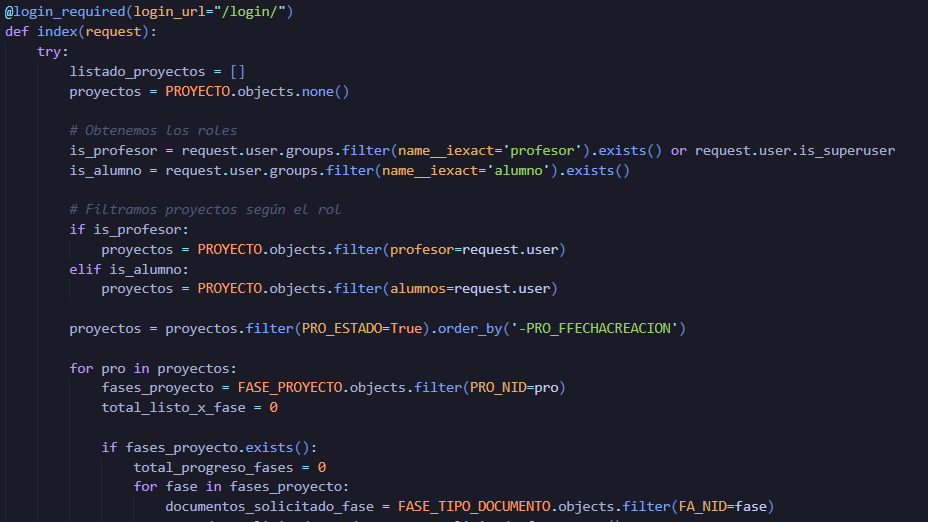 @login_required(login_url="/login/")
def index(request):
    try:
        listado_proyectos = []
        proyectos = PROYECTO.objects.none()

        # Obtenemos los roles
        is_profesor = request.user.groups.filter(name__iexact='profesor').exists() or request.user.is_superuser
        is_alumno = request.user.groups.filter(name__iexact='alumno').exists()

        # Filtramos proyectos según el rol
        if is_profesor:
            proyectos = PROYECTO.objects.filter(profesor=request.user)
        elif is_alumno:
            proyectos = PROYECTO.objects.filter(alumnos=request.user)

        proyectos = proyectos.filter(PRO_ESTADO=True).order_by('-PRO_FFECHACREACION')

        for pro in proyectos:
            fases_proyecto = FASE_PROYECTO.objects.filter(PRO_NID=pro)
            total_listo_x_fase = 0

            if fases_proyecto.exists():
                total_progreso_fases = 0
                for fase in fases_proyecto:
                    documentos_solicitado_fase = FASE_TIPO_DOCUMENTO.objects.filter(FA_NID=fase)